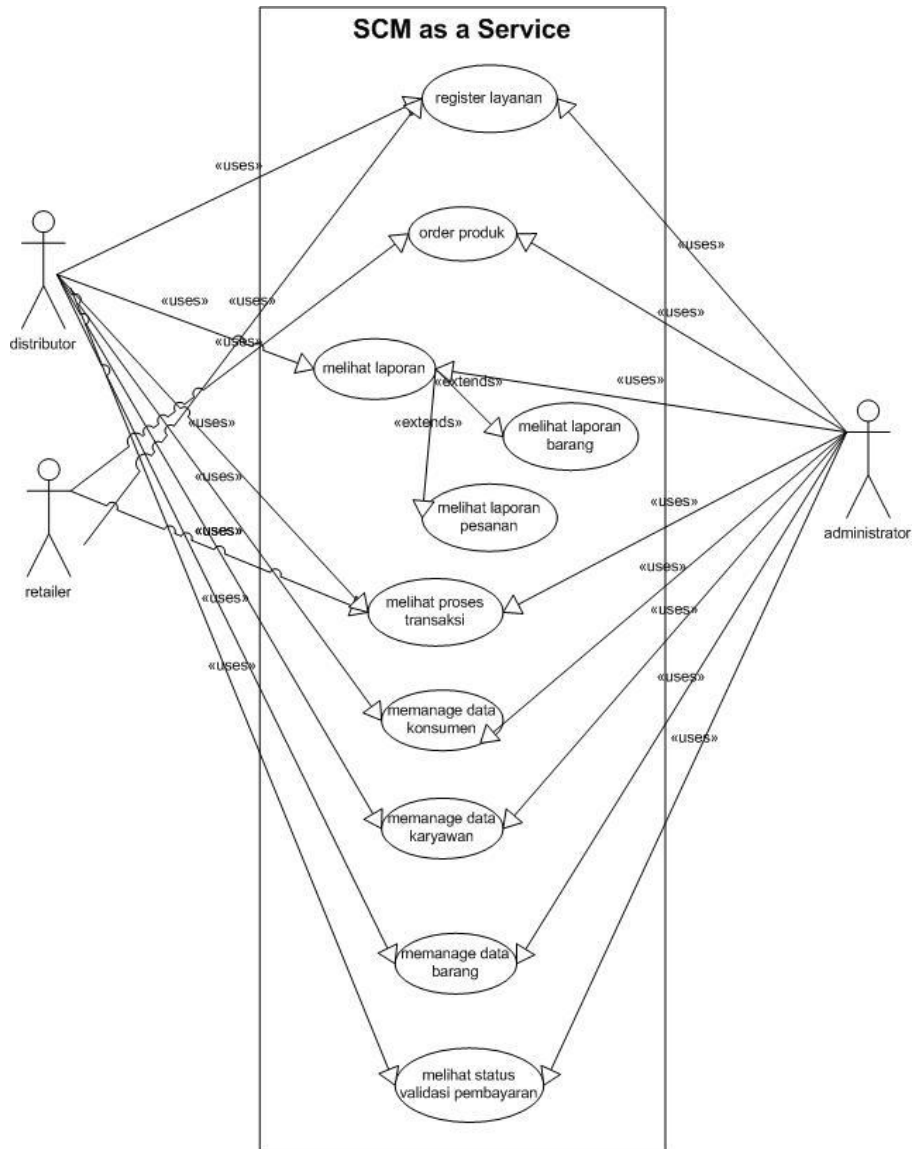 SCM as a Service
register layanan
«uses»
order produk
«uses»
«uses»
«uses»
distributor
«uses»
«uses»
melihat laporan
«uses»
«extends»
«extends»
melihat laporan
barang
«uses»
«uses»
melihat laporan
pesanan
«uses»
administrator
«uses»
«uses»
retailer
«uses»
melihat proses
transaksi
«uses»
«uses»
«uses»
memanage data
konsumen
«uses»
memanage data
karyawan
memanage data
barang
melihat status
validasi pembayaran